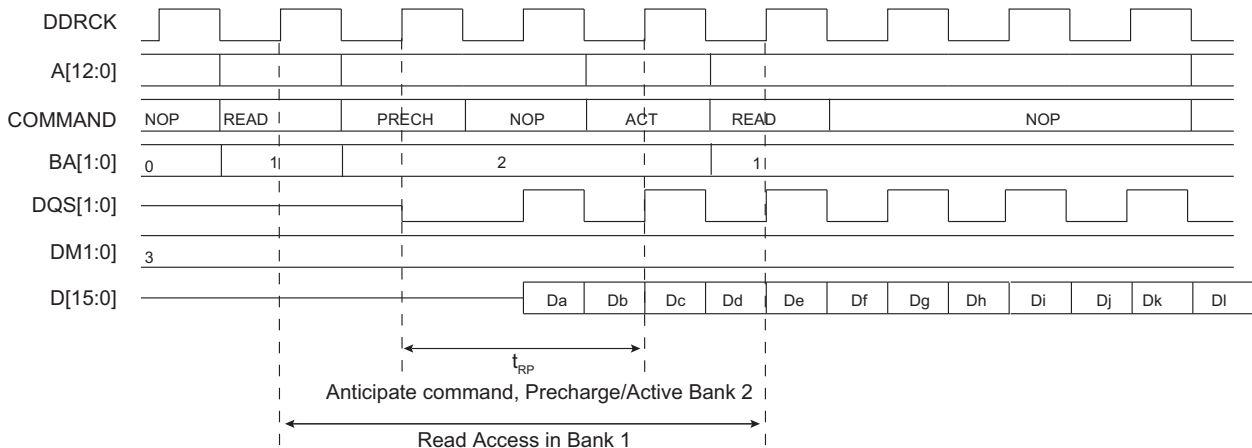 DDRCK
A[12:0]
COMMAND NOP READ PRECH NOP ACT READ NOP
BA[1:0] 0 1 2 1
DQS[1:0]
DM1:0] 3
D[15:0] Da Db Dc Dd De Df Dg Dh Di Dj Dk Dl
tRP
Anticipate command, Precharge/Active Bank 2
Read Access in Bank 1